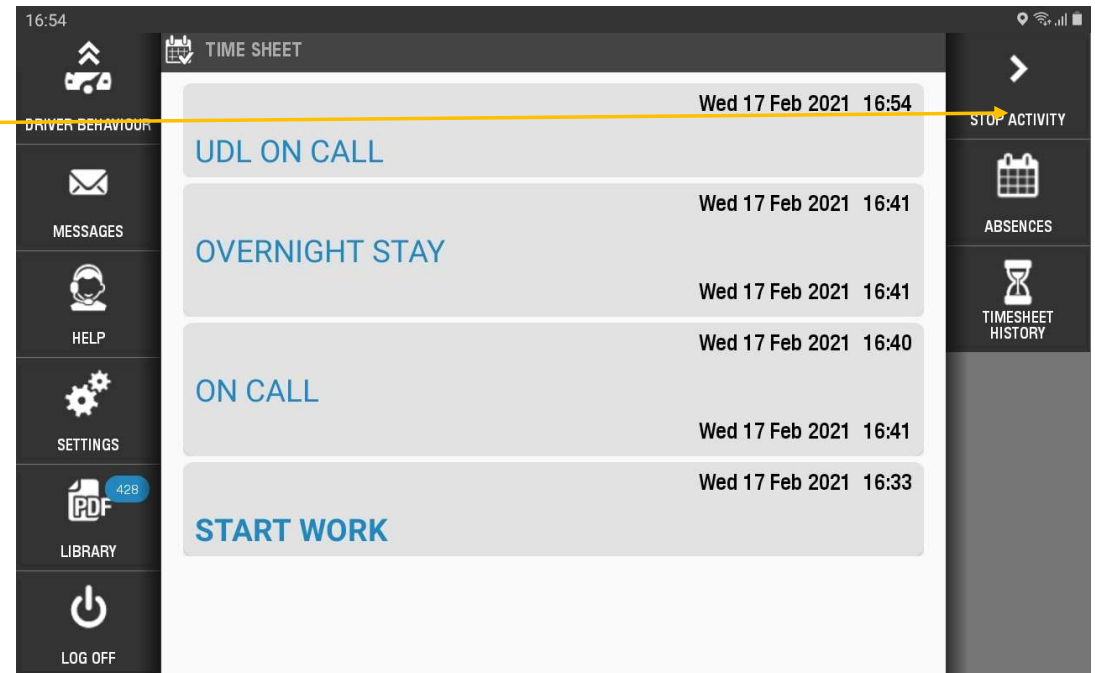 16:54
DRIVER BEHAVIOUR
MESSAGES
HELP
SETTINGS
428
PDF
LIBRARY
LOG OFF
TIME SHEET
Wed 17 Feb 2021 16:54
UDL ON CALL
Wed 17 Feb 2021 16:41
OVERNIGHT STAY
Wed 17 Feb 2021 16:41
Wed 17 Feb 2021 16:40
ON CALL
Wed 17 Feb 2021 16:41
Wed 17 Feb 2021 16:33
START WORK
STOP ACTIVITY
ABSENCES
TIMESHEET
HISTORY